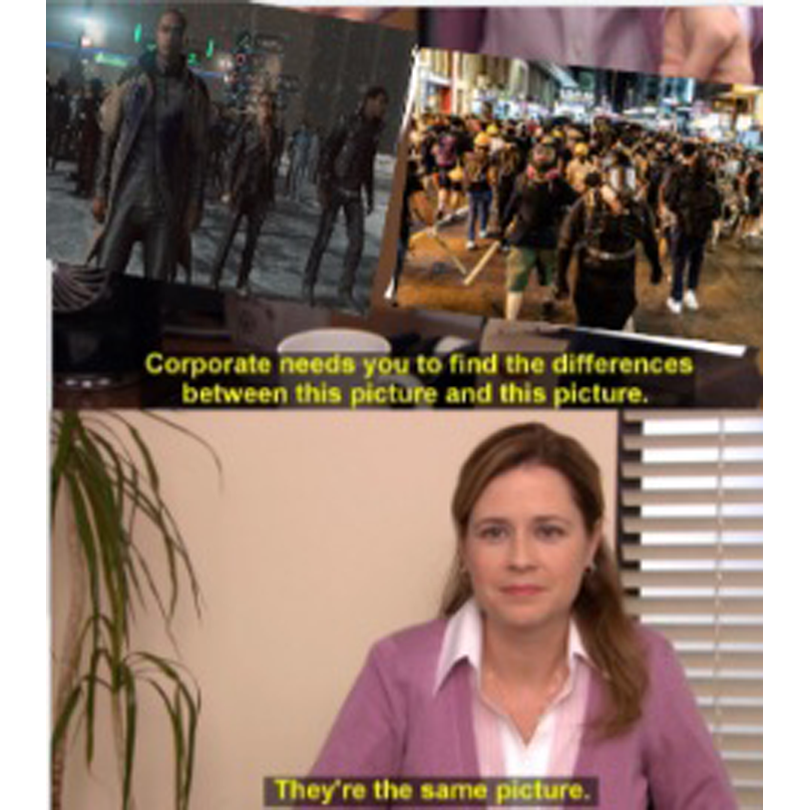 Corporate needs you to find the differences
between this picture and this picture.
They're the same picture.